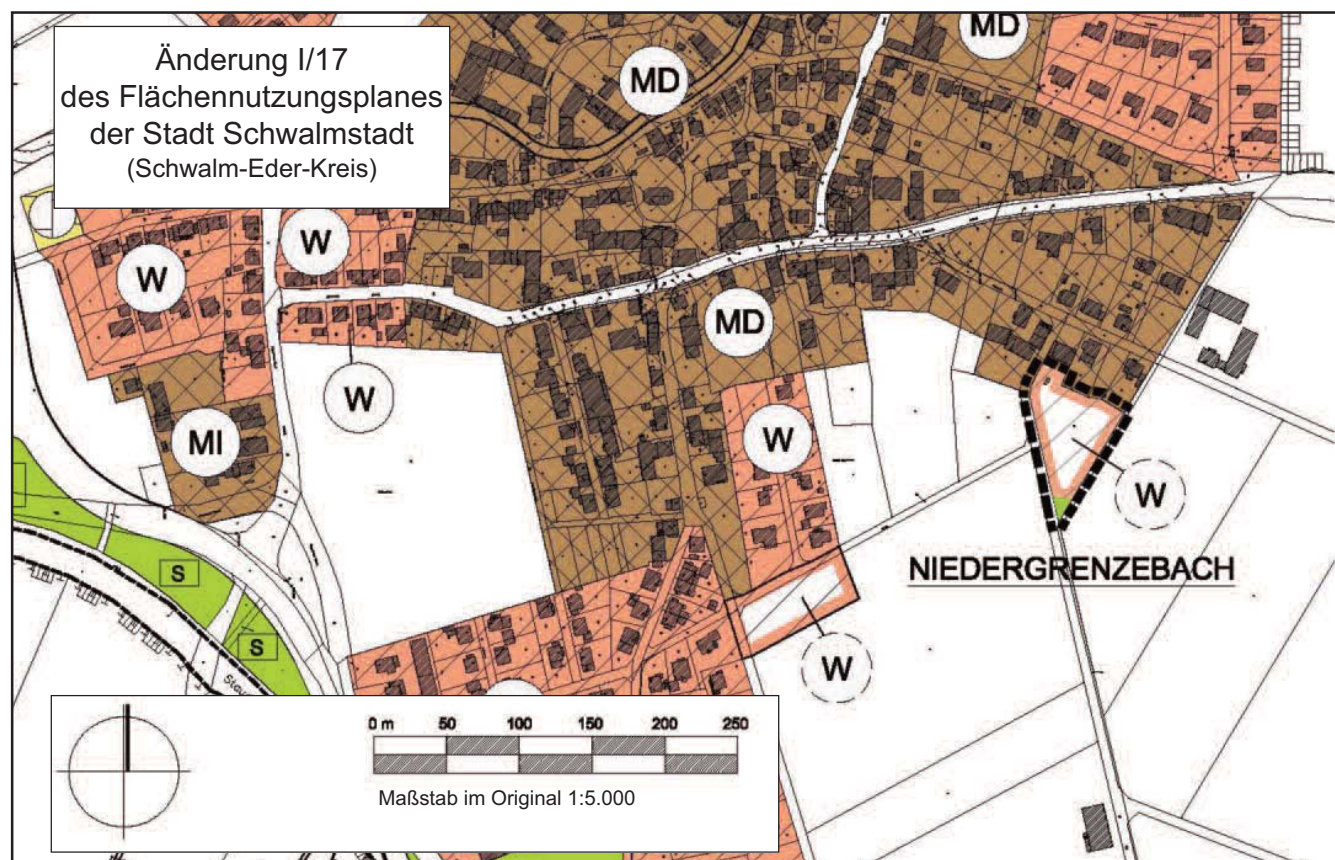 Änderung I/17
des Flächennutzungsplanes
der Stadt Schwalmstadt
(Schwalm-Eder-Kreis)
MD
MD
W
W
MD
W
MI
W
W
NIEDERGRENZEBACH
S
S
W
0 m 50 100 150 200 250
Maßstab im Original 1:5.000